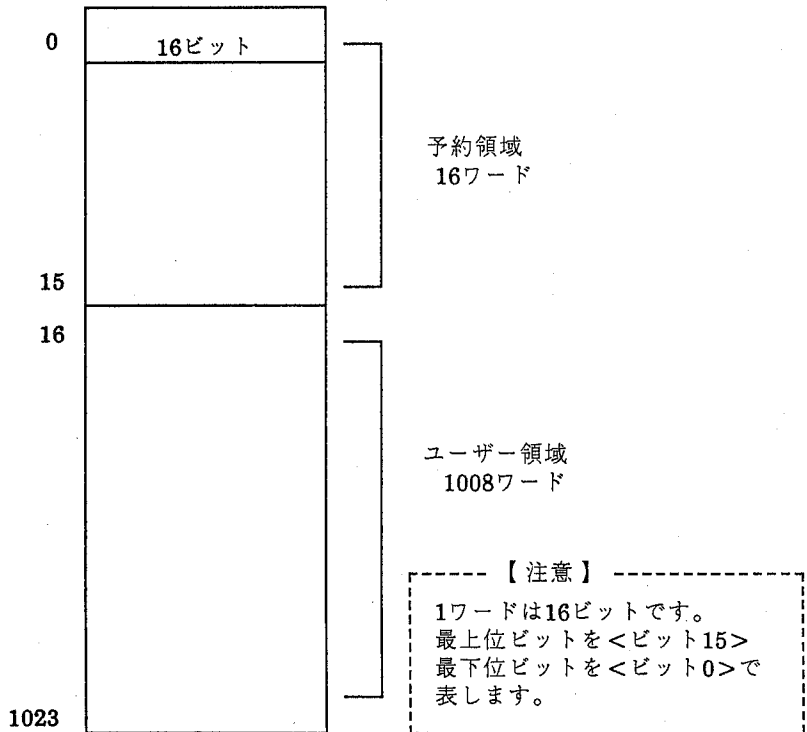 0
16ビット
予約領域
16ワード
15
16
ユーザー領域
1008ワード
【注意】
1ワードは16ビットです。
最上位ビットを<ビット15>
最下位ビットを<ビット0>で
表します。
1023